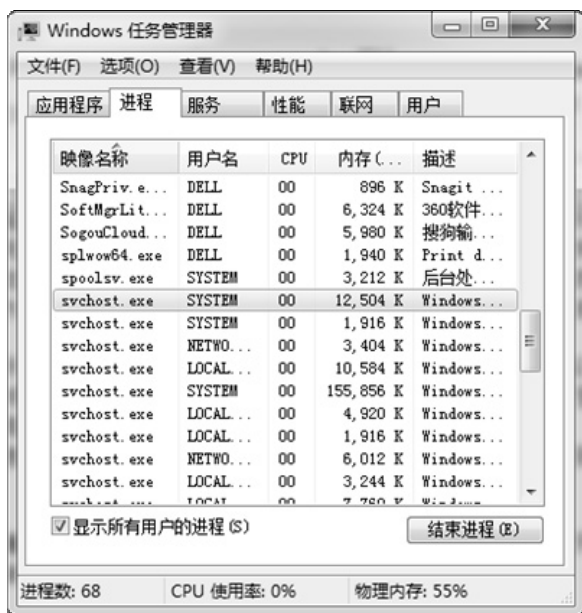 Windows 任务管理器
文件(F) 选项(O) 查看(V) 帮助(H)
应用程序 进程 服务 性能 联网 用户
映像名称 用户名 CPU 内存(... 描述
SnagPriv.e... DELL 00 896 K Snagit ...
SoftMgrLit... DELL 00 6,324 K 360软件...
SogouCloud... DELL 00 5,980 K 搜狗输...
splwow64.exe DELL 00 1,940 K Print d...
spoolsv.exe SYSTEM 00 3,212 K 后台处...
svchost.exe SYSTEM 00 12,504 K Windows...
svchost.exe SYSTEM 00 1,916 K Windows...
svchost.exe NETWO... 00 3,404 K Windows...
svchost.exe LOCAL... 00 10,584 K Windows...
svchost.exe SYSTEM 00 155,856 K Windows...
svchost.exe LOCAL... 00 4,920 K Windows...
svchost.exe LOCAL... 00 1,916 K Windows...
svchost.exe NETWO... 00 6,012 K Windows...
svchost.exe LOCAL... 00 3,244 K Windows...
显示所有用户的进程(S) 结束进程(E)
进程数: 68 CPU 使用率: 0% 物理内存: 55%